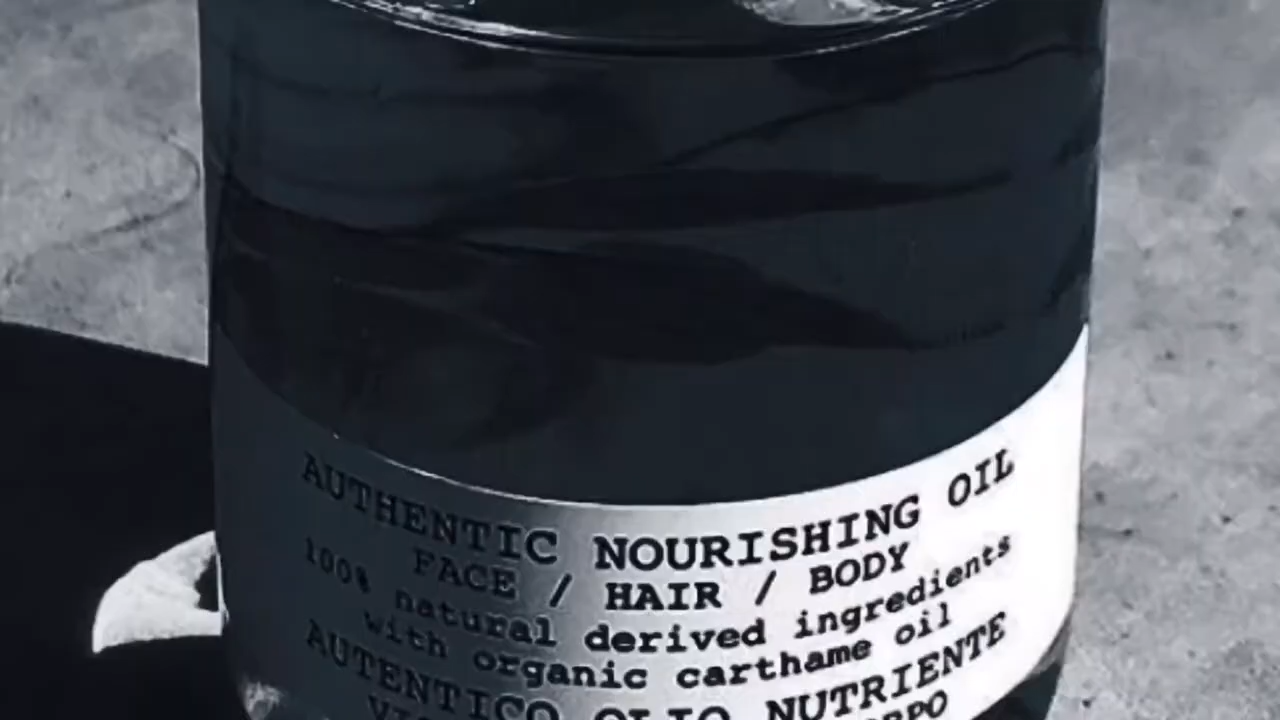 AUTHENTIC NOURISHING OIL
FACE / HAIR / BODY
100% natural derived ingredients
with organic carthame oil
AUTENTICO OLIO NUTRIENTE